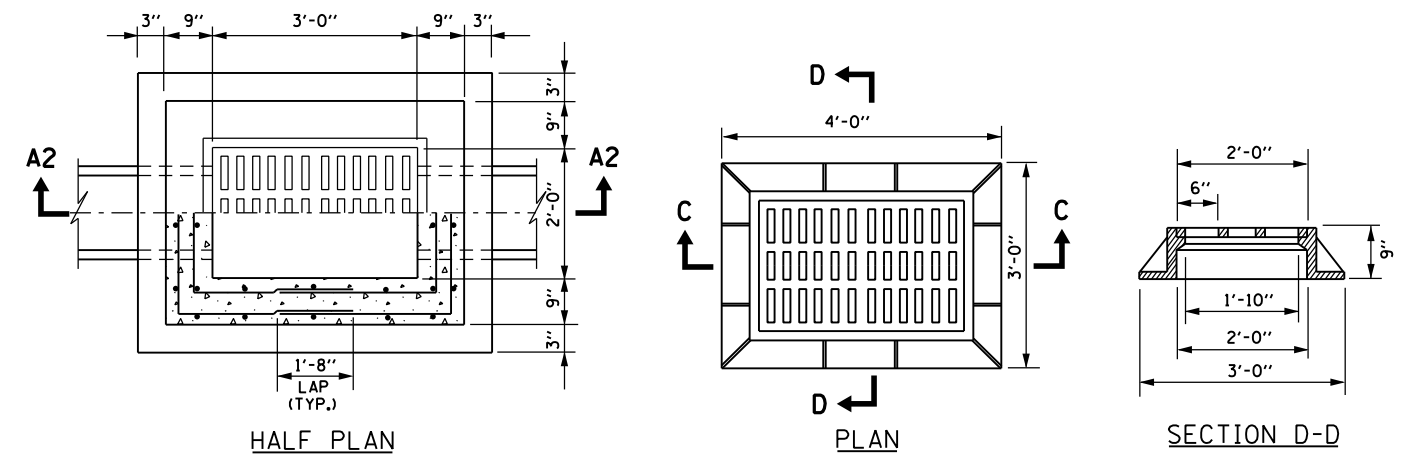 3'' 9'' 3'-0'' 9'' 3''
3''
9''
2'-0''
9''
3''
A2 A2
1'-8''
LAP
(TYP.)
HALF PLAN
D
4'-0''
C C
3'-0''
D
PLAN
2'-0''
6''
9''
1'-10''
2'-0''
3'-0''
SECTION D-D